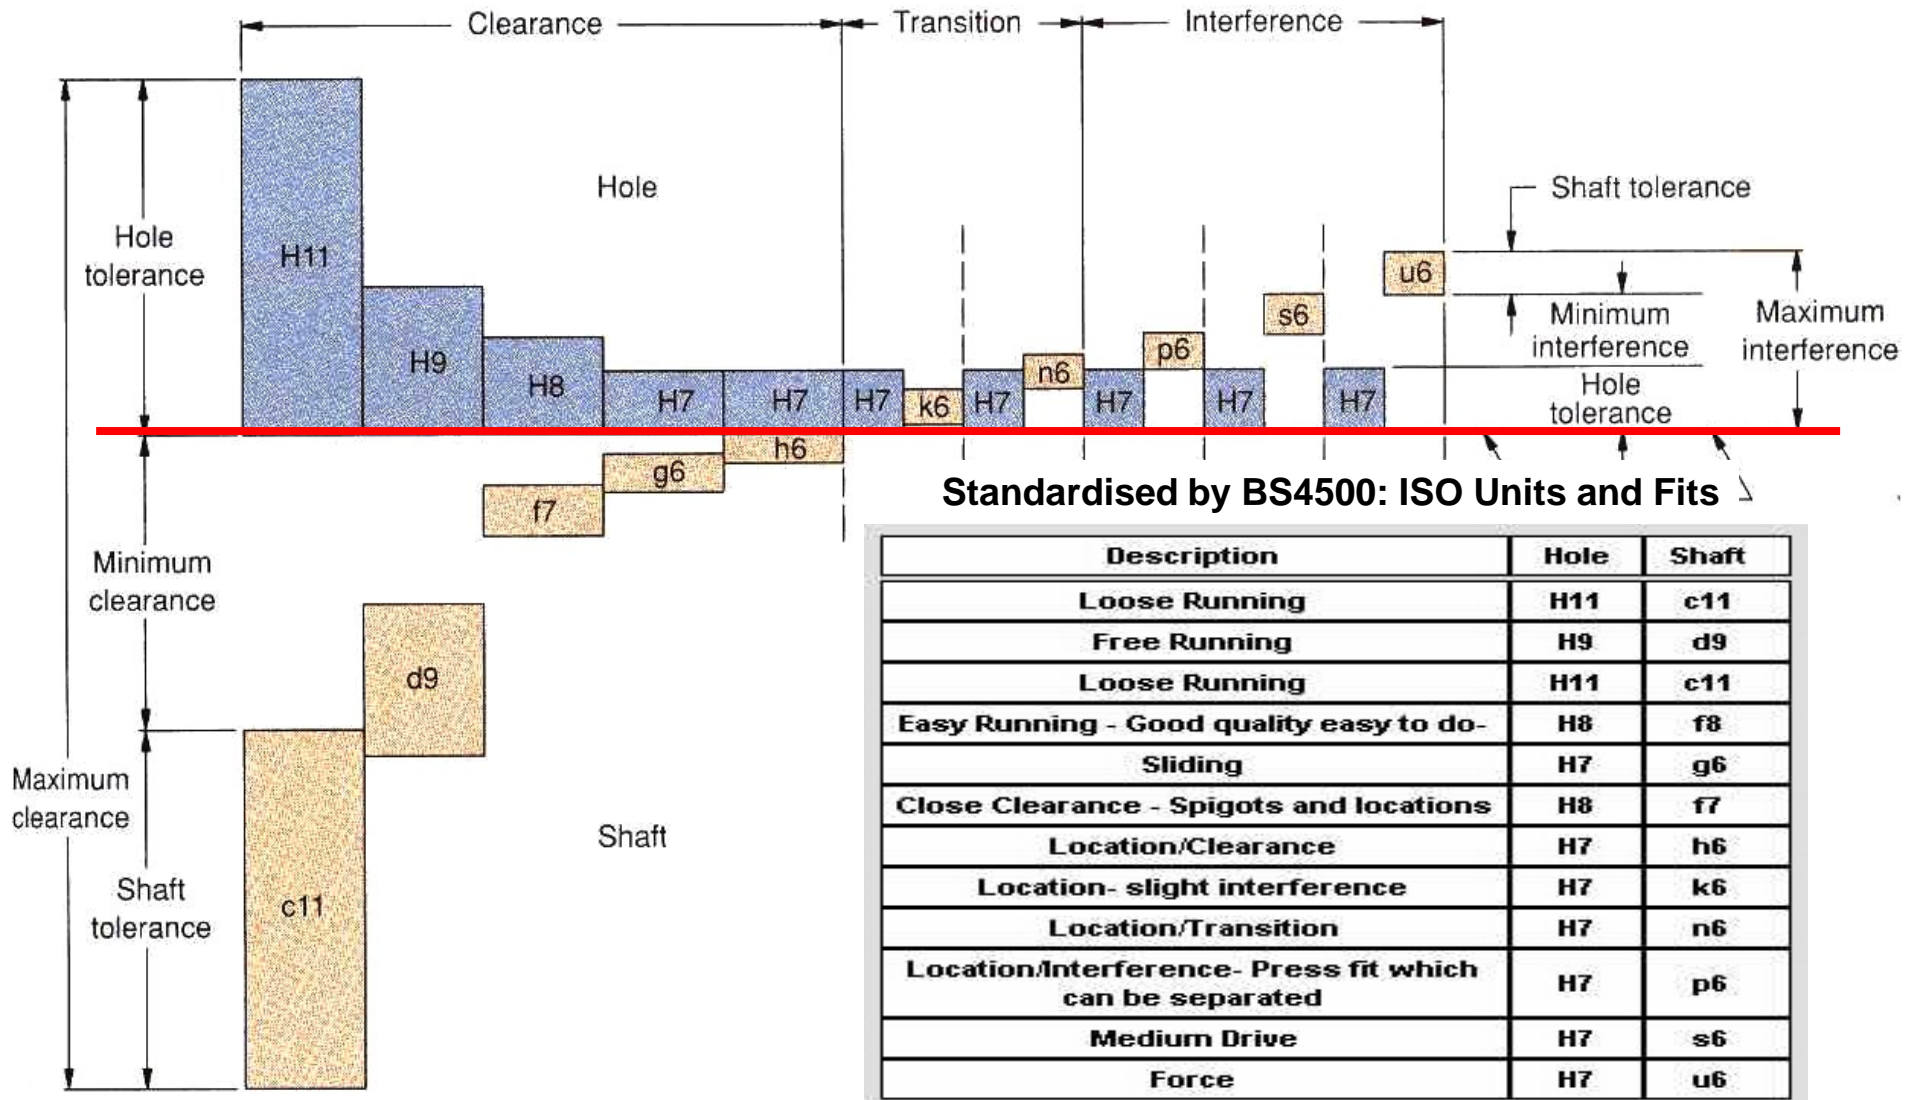 Clearance
Transition
Interference
Hole
Shaft tolerance
Hole
tolerance
H11
H9
H8
H7
H7
H7
k6
H7
n6
H7
p6
H7
s6
H7
u6
Minimum
interference
Maximum
interference
Hole
tolerance
h6
g6
f7
d9
c11
Minimum
clearance
Maximum
clearance
Shaft
tolerance
Shaft
Standardised by BS4500: ISO Units and Fits
Description Hole Shaft
Loose Running H11 c11
Free Running H9 d9
Loose Running H11 c11
Easy Running - Good quality easy to do- H8 f8
Sliding H7 g6
Close Clearance - Spigots and locations H8 f7
Location/Clearance H7 h6
Location- slight interference H7 k6
Location/Transition H7 n6
Location/Interference- Press fit which
can be separated H7 p6
Medium Drive H7 s6
Force H7 u6